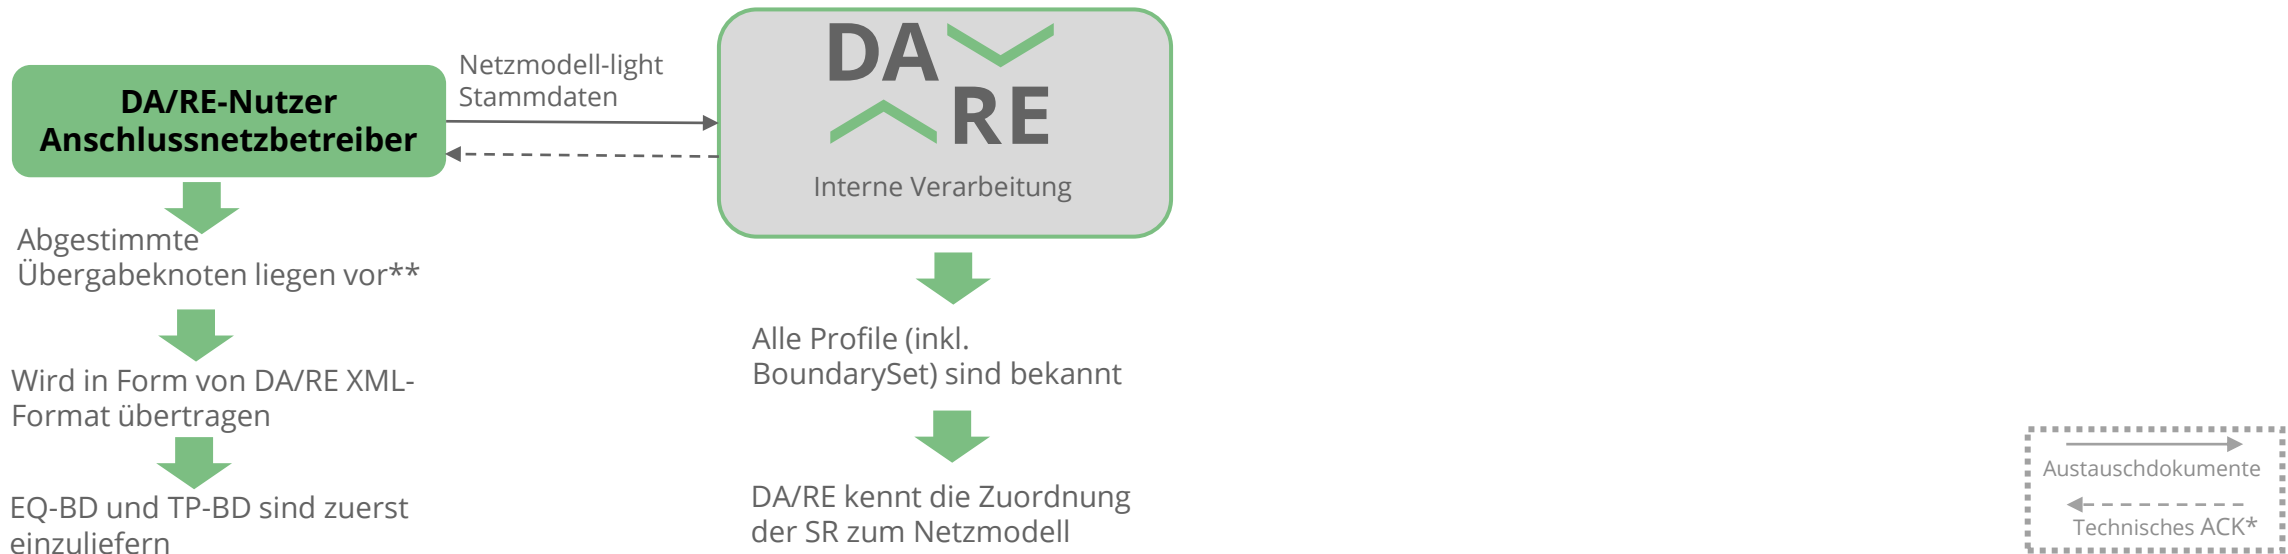 DA/RE-Nutzer
Anschlussnetzbetreiber
Netzmodell-light
Stammdaten
DA
RE
Interne Verarbeitung
Abgestimmte
Übergabeknoten liegen vor**
Wird in Form von DA/RE XML-
Format übertragen
EQ-BD und TP-BD sind zuerst
einzuliefern
Alle Profile (inkl.
BoundarySet) sind bekannt
DA/RE kennt die Zuordnung
der SR zum Netzmodell
Austauschdokumente
Technisches ACK*